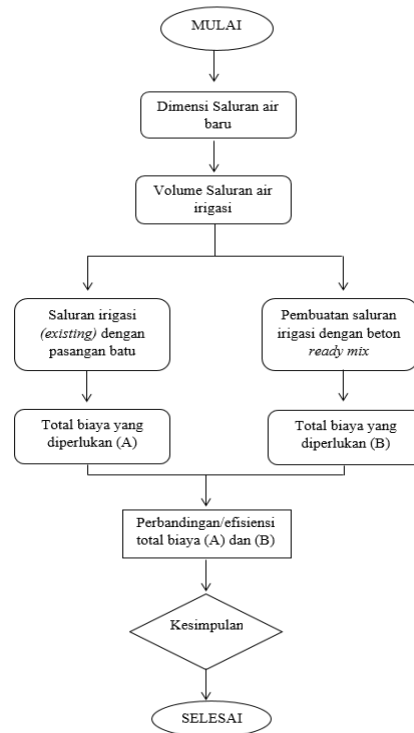 MULAI
Dimensi Saluran air
baru
Volume Saluran air
irigasi
Saluran irigasi
(existing) dengan
pasangan batu
Pembuatan saluran
irigasi dengan beton
ready mix
Total biaya yang
diperlukan (A)
Total biaya yang
diperlukan (B)
Perbandingan/efisiensi
total biaya (A) dan (B)
Kesimpulan
SELESAI